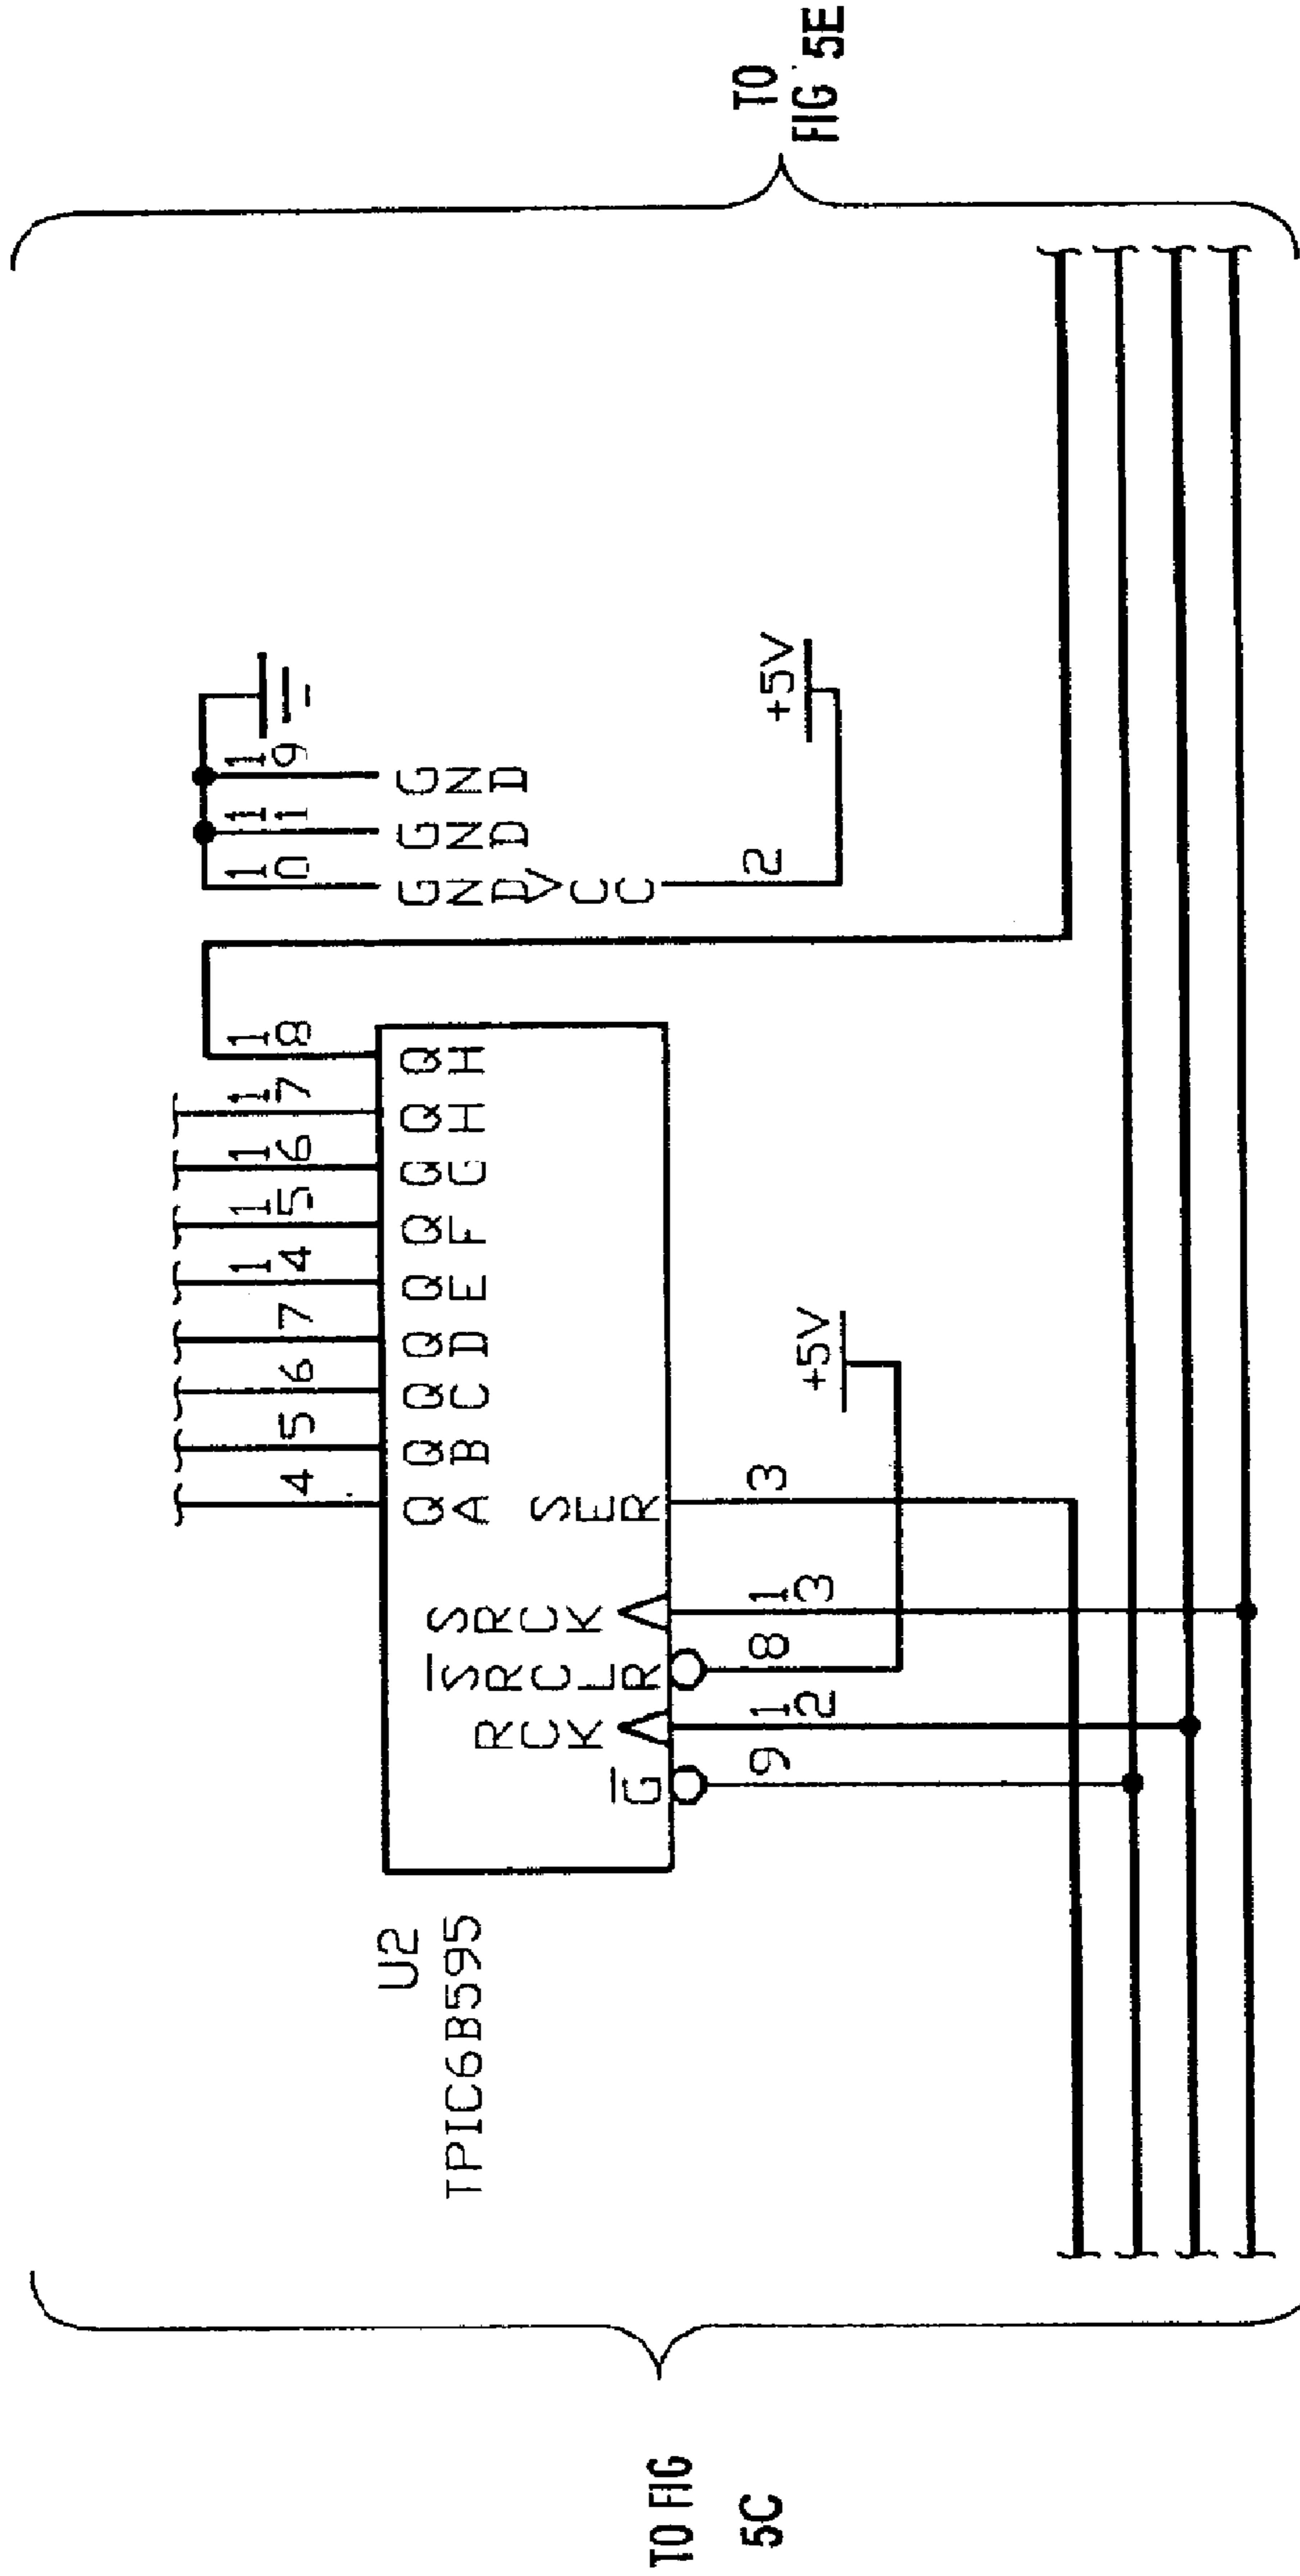 TO
FIG 5E
1 1 1
0 1 9
GND GND GND
VCC
2
+5V
4 5 6 7 14 15 16 17 18
QA QB QC QD QE QF QG QH QH
G RCK SRCLR SRCK SER
9 12 8 13 3
+5V
U2
TPIC6B595
TO FIG
5C